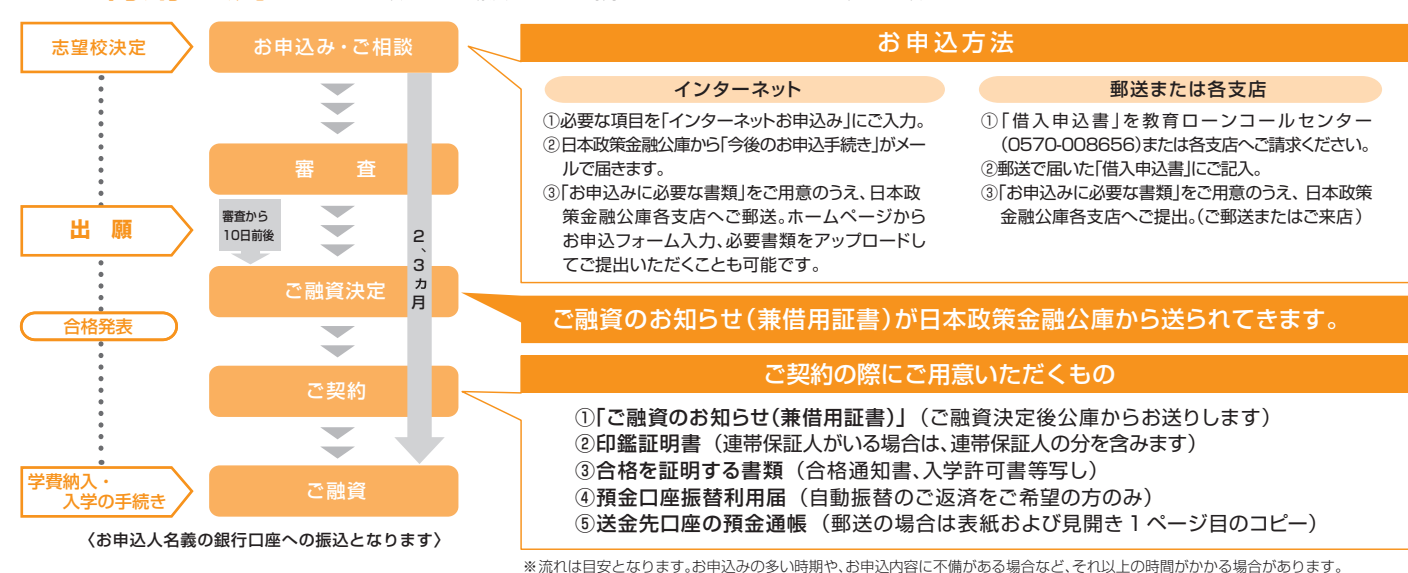 志望校決定
お申込み・ご相談
審　査
審査から
10日前後
出　願
2、3ヵ月
ご融資決定
合格発表
ご契約
学費納入・
入学の手続き
ご融資
〈お申込人名義の銀行口座への振込となります〉
お申込方法
インターネット
①必要な項目を「インターネットお申込み」にご入力。
②日本政策金融公庫から「今後のお申込手続き」がメー
ルで届きます。
③「お申込みに必要な書類」をご用意のうえ、日本政
策金融公庫各支店へご郵送。ホームページから
お申込フォーム入力、必要書類をアップロードし
てご提出いただくことも可能です。
郵送または各支店
①「借入申込書」を教育ローンコールセンター
(0570-008656)または各支店へご請求ください。
②郵送で届いた「借入申込書」にご記入。
③「お申込みに必要な書類」をご用意のうえ、日本政策
金融公庫各支店へご提出。(ご郵送またはご来店)
ご融資のお知らせ(兼借用証書)が日本政策金融公庫から送られてきます。
ご契約の際にご用意いただくもの
①「ご融資のお知らせ(兼借用証書)」(ご融資決定後公庫からお送りします)
②印鑑証明書(連帯保証人がいる場合は、連帯保証人の分を含みます)
③合格を証明する書類(合格通知書、入学許可書等写し)
④預金口座振替利用届(自動振替のご返済をご希望の方のみ)
⑤送金先口座の預金通帳(郵送の場合は表紙および見開き1ページ目のコピー)
※流れは目安となります。お申込みの多い時期や、お申込内容に不備がある場合など、それ以上の時間がかかる場合があります。